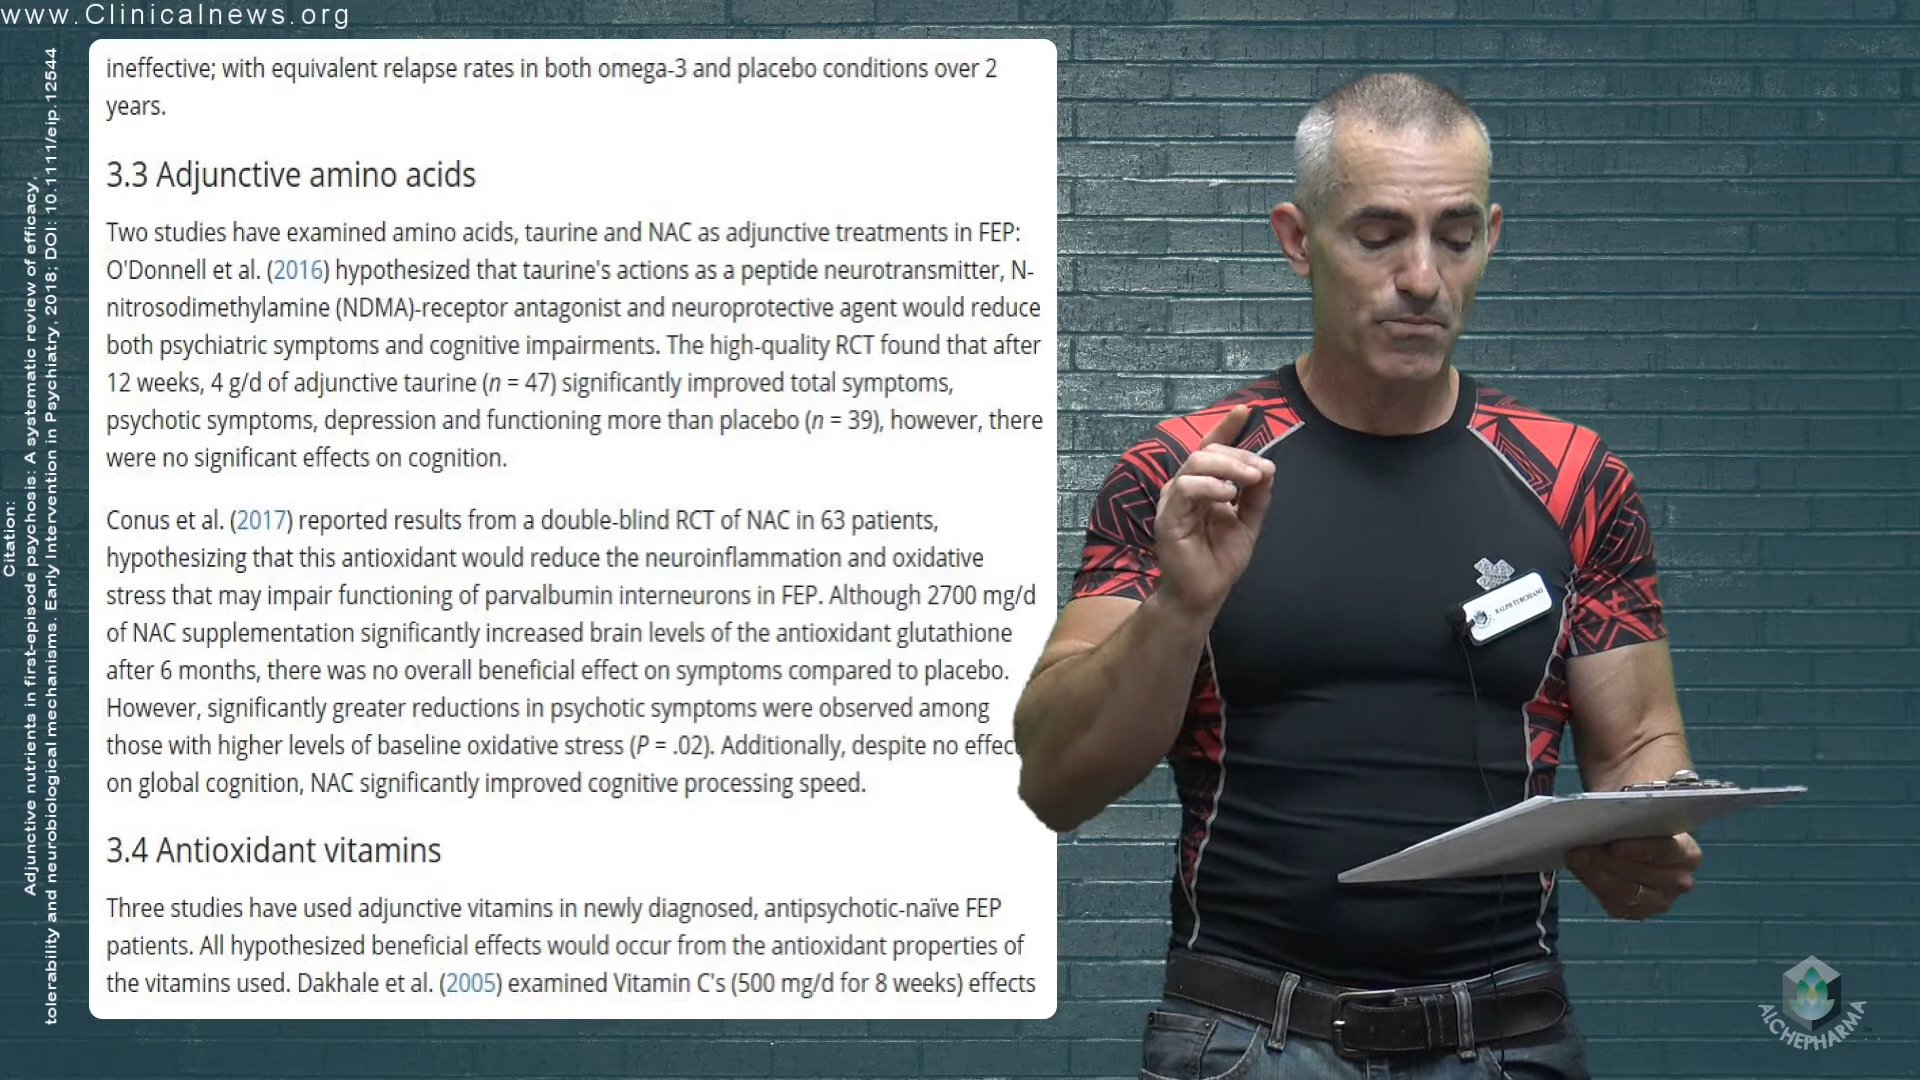 www.Clinicalnews.org
Citation:
Adjunctive nutrients in first-episode psychosis: A systematic review of efficacy,
tolerability and neurobiological mechanisms. Early Intervention in Psychiatry, 2018; DOI: 10.1111/eip.12544
ineffective; with equivalent relapse rates in both omega-3 and placebo conditions over 2
years.
3.3 Adjunctive amino acids
Two studies have examined amino acids, taurine and NAC as adjunctive treatments in FEP:
O'Donnell et al. (2016) hypothesized that taurine's actions as a peptide neurotransmitter, N-
nitrosodimethylamine (NDMA)-receptor antagonist and neuroprotective agent would reduce
both psychiatric symptoms and cognitive impairments. The high-quality RCT found that after
12 weeks, 4 g/d of adjunctive taurine (n = 47) significantly improved total symptoms,
psychotic symptoms, depression and functioning more than placebo (n = 39), however, there
were no significant effects on cognition.
Conus et al. (2017) reported results from a double-blind RCT of NAC in 63 patients,
hypothesizing that this antioxidant would reduce the neuroinflammation and oxidative
stress that may impair functioning of parvalbumin interneurons in FEP. Although 2700 mg/d
of NAC supplementation significantly increased brain levels of the antioxidant glutathione
after 6 months, there was no overall beneficial effect on symptoms compared to placebo.
However, significantly greater reductions in psychotic symptoms were observed among
those with higher levels of baseline oxidative stress (P = .02). Additionally, despite no effect
on global cognition, NAC significantly improved cognitive processing speed.
3.4 Antioxidant vitamins
Three studies have used adjunctive vitamins in newly diagnosed, antipsychotic-naïve FEP
patients. All hypothesized beneficial effects would occur from the antioxidant properties of
the vitamins used. Dakhale et al. (2005) examined Vitamin C's (500 mg/d for 8 weeks) effects
RALPH TURCHIANO
ALCHEPHARMA